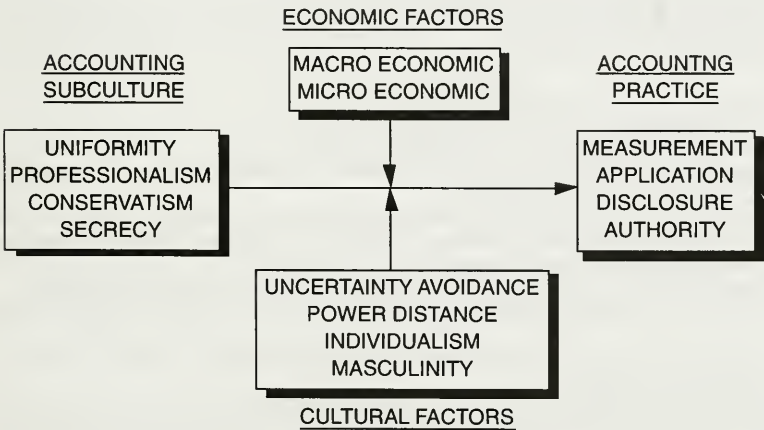 ECONOMIC FACTORS
MACRO ECONOMIC
MICRO ECONOMIC
ACCOUNTING
SUBCULTURE
UNIFORMITY
PROFESSIONALISM
CONSERVATISM
SECRECY
ACCOUNTNG
PRACTICE
MEASUREMENT
APPLICATION
DISCLOSURE
AUTHORITY
UNCERTAINTY AVOIDANCE
POWER DISTANCE
INDIVIDUALISM
MASCULINITY
CULTURAL FACTORS